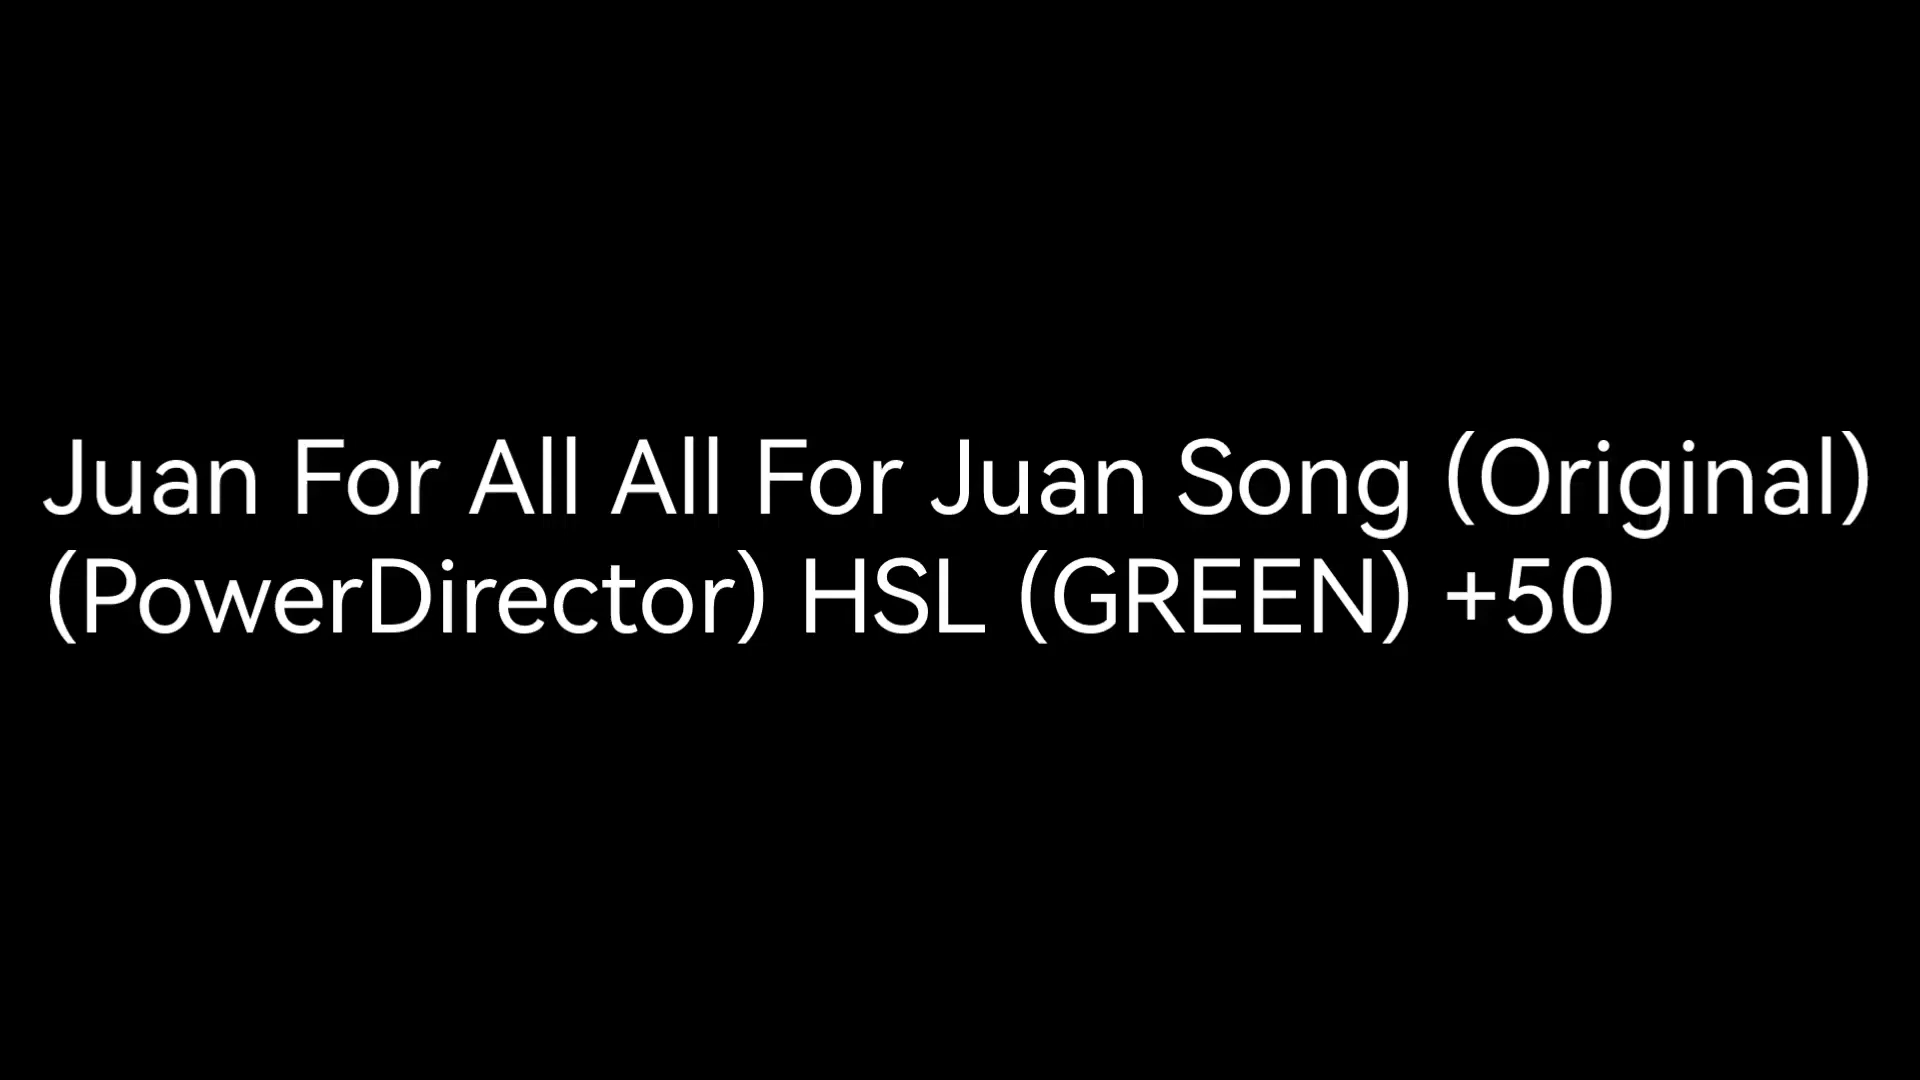 Juan For All All For Juan Song (Original)
(PowerDirector) HSL (GREEN) +50